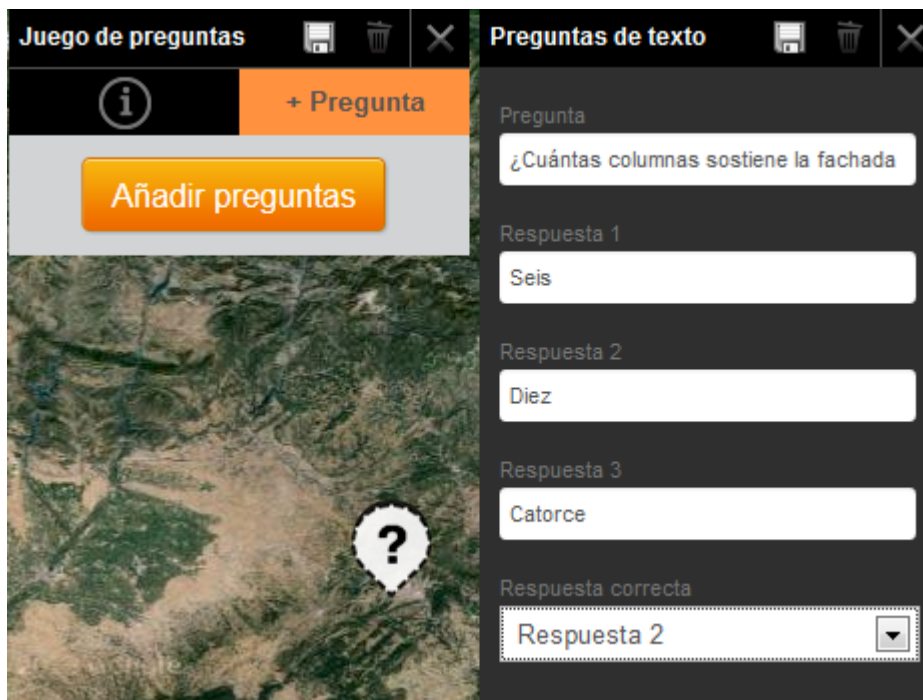 Juego de preguntas
+ Pregunta
Añadir preguntas
?
Preguntas de texto
Pregunta
¿Cuántas columnas sostiene la fachada
Respuesta 1
Seis
Respuesta 2
Diez
Respuesta 3
Catorce
Respuesta correcta
Respuesta 2